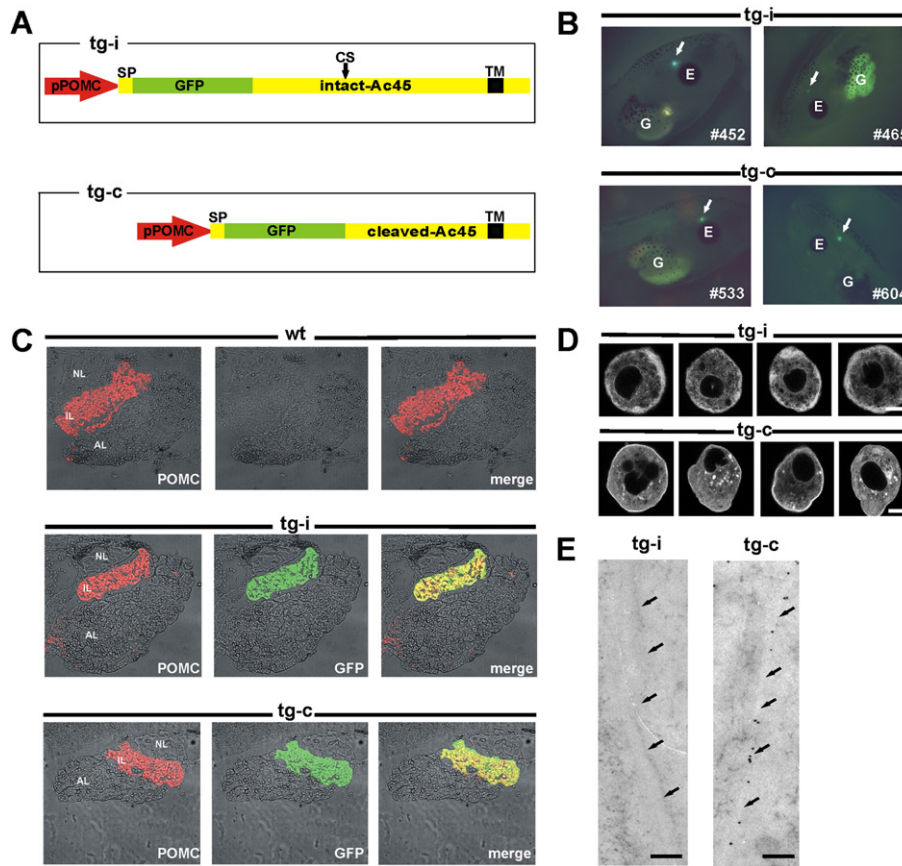 A
tg-i
CS
SP
TM
pPOMC
GFP
intact-Ac45
tg-c
SP
TM
pPOMC
GFP
cleaved-Ac45
B
tg-i
E
G
#452
E
G
#465
tg-c
E
G
#533
E
G
#604
C
wt
NL
IL
AL
POMC
merge
tg-i
NL
IL
AL
POMC
GFP
merge
tg-c
NL
IL
AL
POMC
GFP
merge
D
tg-i
tg-c
E
tg-i
tg-c